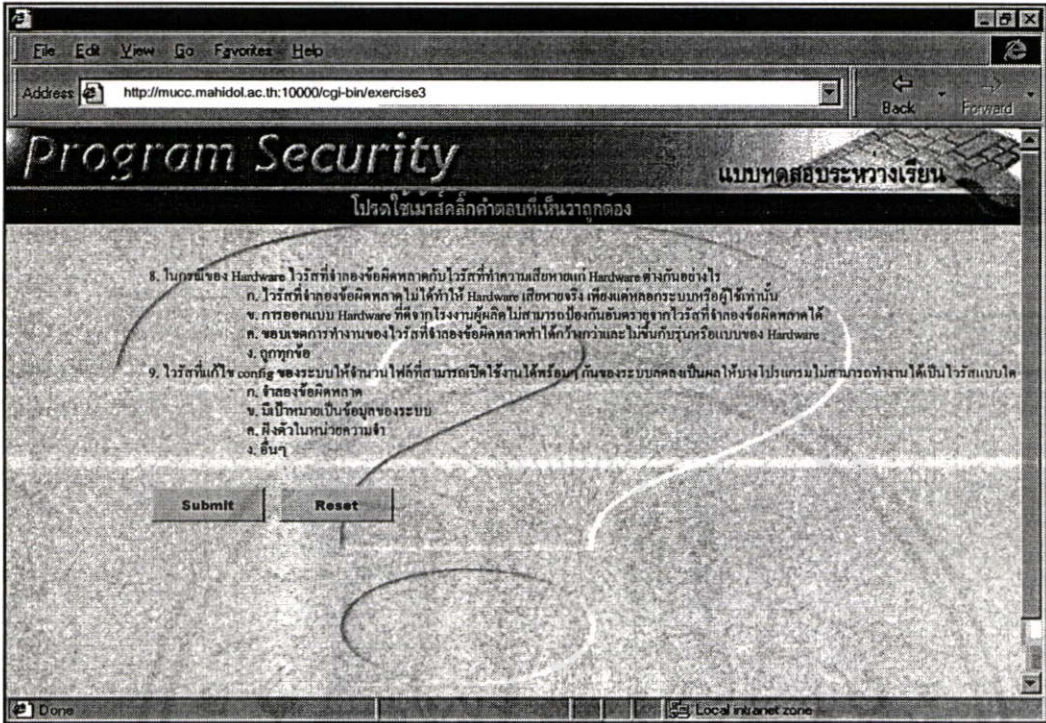 File Edit View Go Favorites Help
Address http://mucc.mahidol.ac.th:10000/cgi-bin/exercise3 Back Forward
Program Security
แบบทดสอบระหว่างเรียน
โปรดใช้เมาส์คลิ๊กคำตอบที่เห็นว่าถูกต้อง
8. ในกรณีของ Hardware ไวรัสที่จำลองข้อผิดพลาดกับไวรัสที่ทำความเสียหายแก่ Hardware ต่างกันอย่างไร
ก. ไวรัสที่จำลองข้อผิดพลาดไม่ได้ทำให้ Hardware เสียหายจริง เพียงแต่หลอกระบบหรือผู้ใช้เท่านั้น
ข. การออกแบบ Hardware ที่ดีจากโรงงานผู้ผลิตไม่สามารถป้องกันอันตรายจากไวรัสที่จำลองข้อผิดพลาดได้
ค. ขอบเขตการทำงานของไวรัสที่จำลองข้อผิดพลาดทำได้กว้างกว่าและไม่ขึ้นกับรุ่นหรือแบบของ Hardware
ง. ถูกทุกข้อ
9. ไวรัสที่แก้ไข config ของระบบให้จำนวนไฟล์ที่สามารถเปิดใช้งานได้พร้อมๆ กันของระบบลดลงเป็นผลให้บางโปรแกรมไม่สามารถทำงานได้เป็นไวรัสแบบใด
ก. จำลองข้อผิดพลาด
ข. มีเป้าหมายเป็นข้อมูลของระบบ
ค. ฝังตัวในหน่วยความจำ
ง. อื่นๆ
Submit Reset
Done Local intranet zone